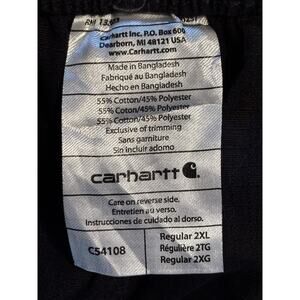 Carhartt Inc. P.O. Box 600
Dearborn, MI 48121 USA
www.Carhartt.com
Made in Bangladesh
Fabriqué au Bangladesh
Hecho en Bangladesh
55% Cotton/45% Polyester
55% Cotton/45% Polyester
55% Cotton/45% Polyester
Exclusive of trimming
Sans garniture
Sin incluir adorno
carhartt
Care on reverse side.
Entretien au verso.
Instrucciones de cuidado al dorso.
CS4108
Regular 2XL
Régulière 2TG
Regular 2XG